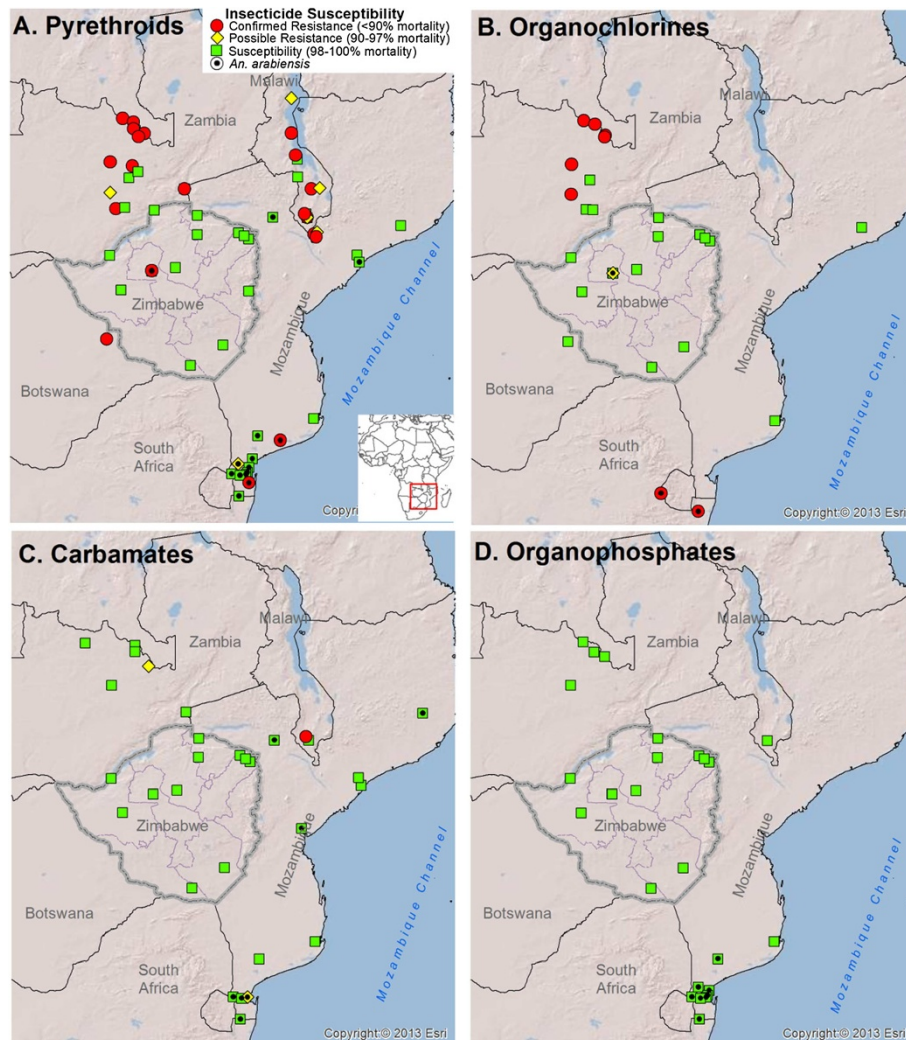 A. Pyrethroids
Insecticide Susceptibility
Confirmed Resistance (<90% mortality)
Possible Resistance (90-97% mortality)
Susceptibility (98-100% mortality)
An. arabiensis
Malawi
Zambia
Zimbabwe
Mozambique
Mozambique Channel
Botswana
South
Africa
Copyri
B. Organochlorines
Malawi
Zambia
Zimbabwe
Mozambique
Mozambique Channel
Botswana
South
Africa
Copyright:© 2013 Esri
C. Carbamates
Malawi
Zambia
Zimbabwe
Mozambique
Mozambique Channel
Botswana
South
Africa
Copyright:© 2013 Esri
D. Organophosphates
Malawi
Zambia
Zimbabwe
Mozambique
Mozambique Channel
Botswana
South
Africa
Copyright:© 2013 Esri